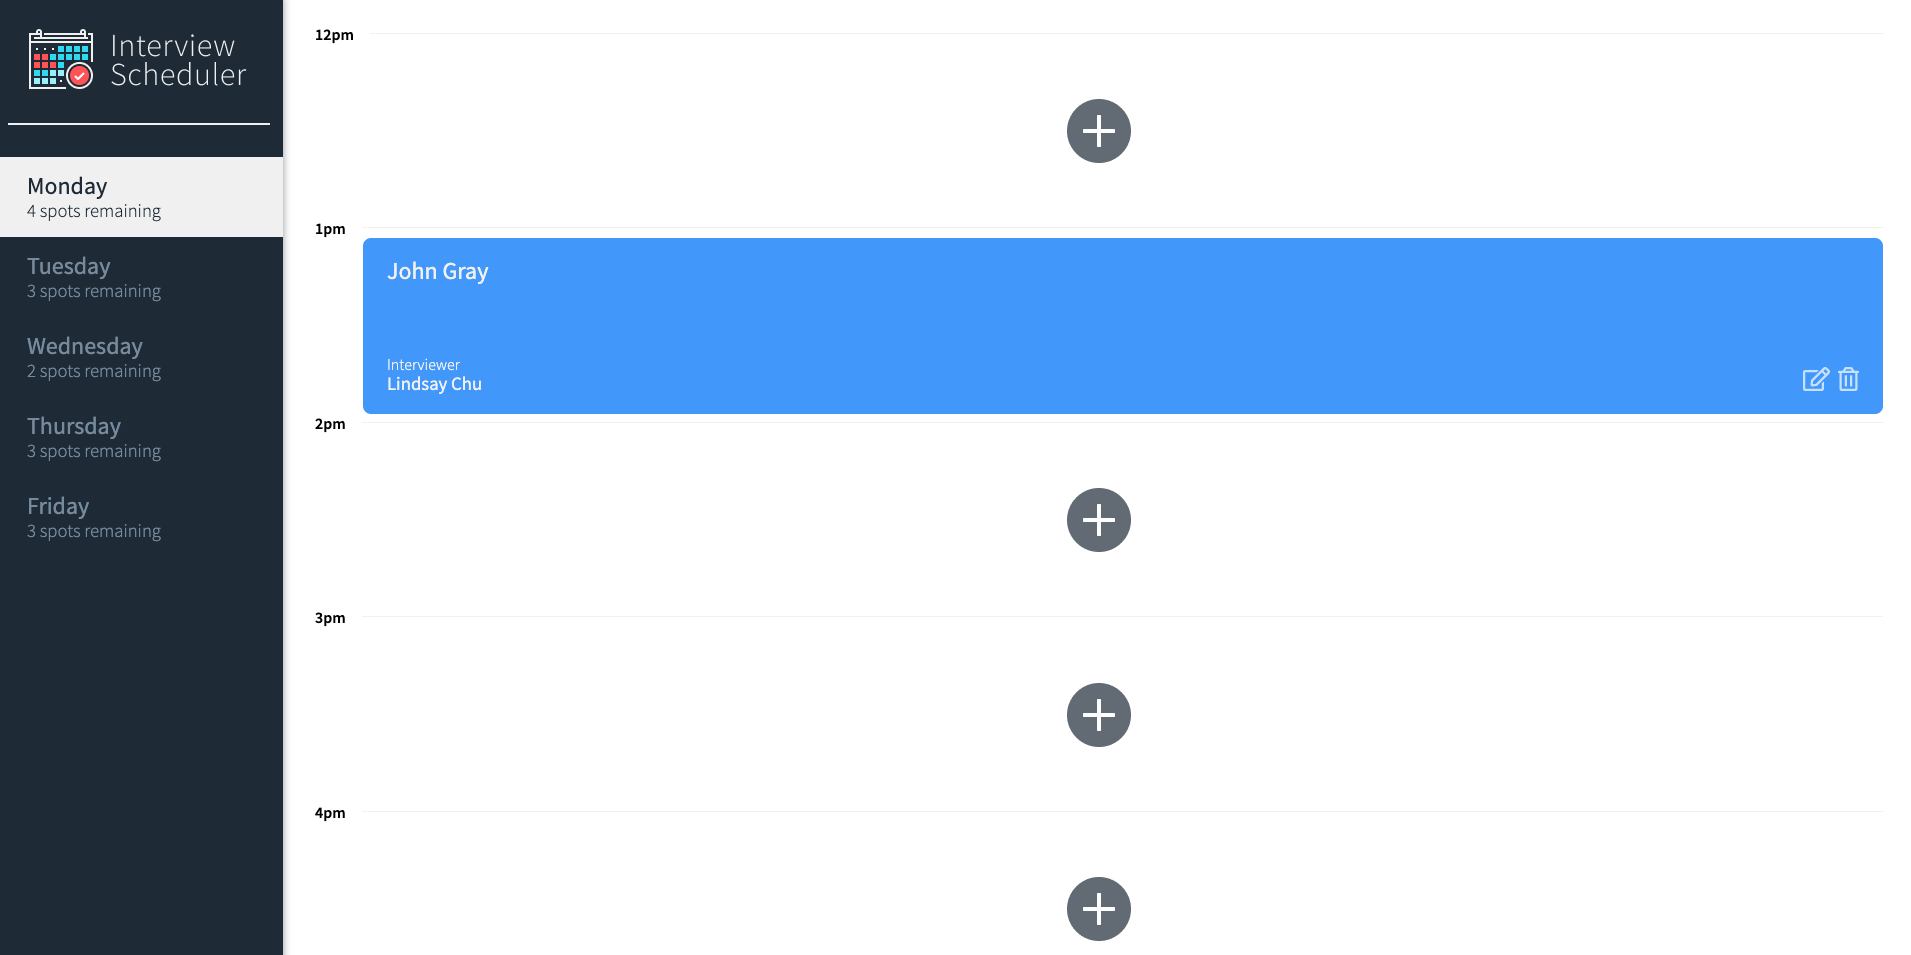 Interview
Scheduler
Monday
4 spots remaining
Tuesday
3 spots remaining
Wednesday
2 spots remaining
Thursday
3 spots remaining
Friday
3 spots remaining
12pm
1pm
John Gray
Interviewer
Lindsay Chu
2pm
3pm
4pm